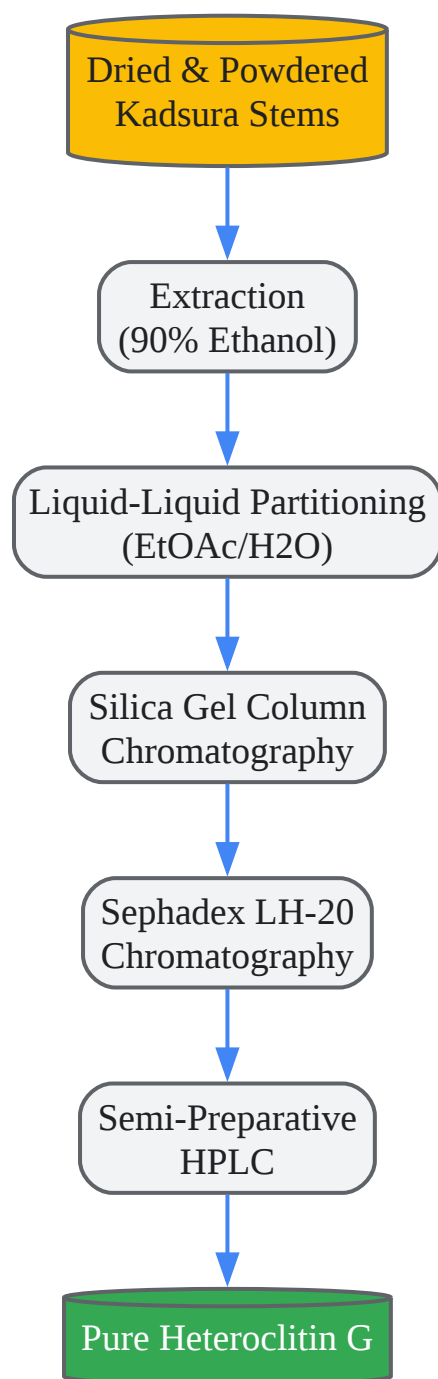 Dried & Powdered
Kadsura Stems
Extraction
(90% Ethanol)
Liquid-Liquid Partitioning
(EtOAc/H2O)
Silica Gel Column
Chromatography
Sephadex LH-20
Chromatography
Semi-Preparative
HPLC
Pure Heteroclitin G